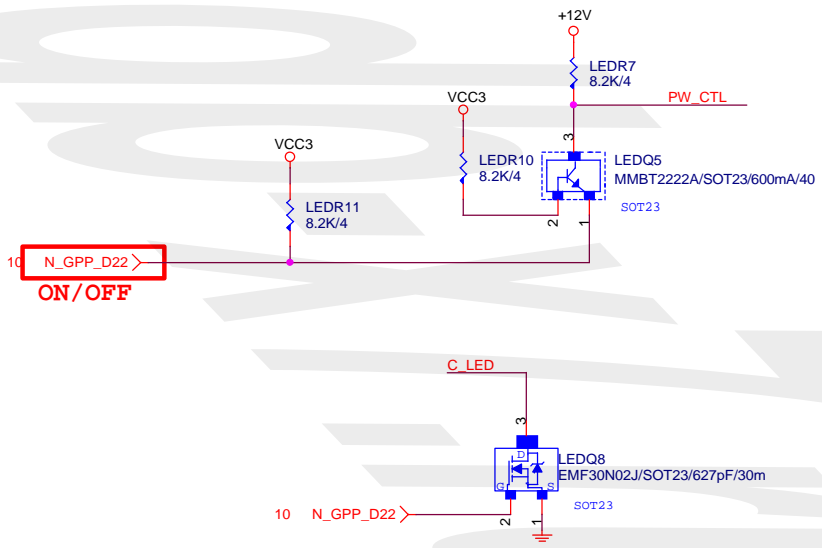 +12V
LEDR7
8.2K/4
PW_CTL
VCC3
VCC3
3
LEDR10
8.2K/4
LEDQ5
MMBT2222A/SOT23/600mA/40
SOT23
LEDR11
8.2K/4
2
1
10 N_GPP_D22
ON/OFF
C_LED
3
D
LEDQ8
EMF30N02J/SOT23/627pF/30m
G
S
SOT23
10 N_GPP_D22
2
1